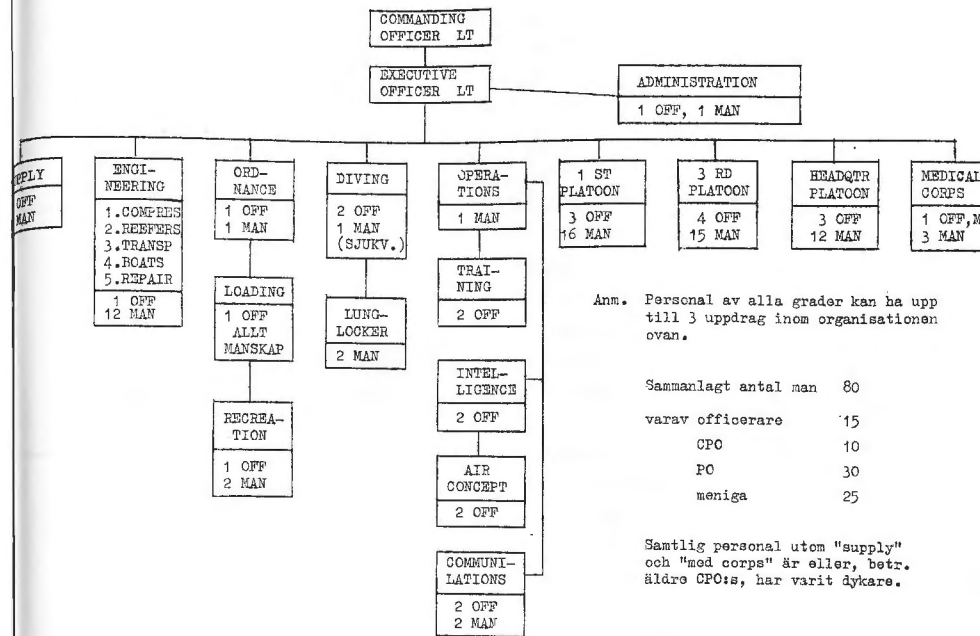 COMMANDING
OFFICER LT
EXECUTIVE
OFFICER LT
ADMINISTRATION
1 OFF, 1 MAN
UPPLY
OFF
MAN
ENGI-
NEERING
1.COMPRES
2.REEFERS
3.TRANSP
4.BOATS
5.REPAIR
1 OFF
12 MAN
ORD-
NANCE
1 OFF
1 MAN
LOADING
1 OFF
ALLT
MANSKAP
RECREA-
TION
1 OFF
2 MAN
DIVING
2 OFF
1 MAN
(SJUKV.)
LUNG-
LOCKER
2 MAN
OPERA-
TIONS
1 MAN
TRAI-
NING
2 OFF
INTEL-
LIGENCE
2 OFF
AIR
CONCEPT
2 OFF
COMMUNI-
LATIONS
2 OFF
2 MAN
1 ST
PLATOON
3 OFF
16 MAN
3 RD
PLATOON
4 OFF
15 MAN
HEADQTR
PLATOON
3 OFF
12 MAN
MEDICAL
CORPS
1 OFF,M
3 MAN
Anm. Personal av alla grader kan ha upp
till 3 uppdrag inom organisationen
ovan.
Sammanlagt antal man 80
varav officerare 15
CPO 10
PO 30
meniga 25
Samtlig personal utom "supply"
och "med corps" är eller, betr.
äldre CPO:s, har varit dykare.